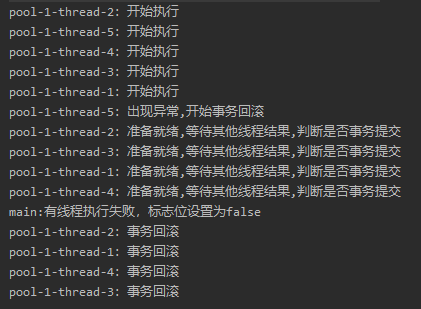 pool-1-thread-2: 开始执行
pool-1-thread-5: 开始执行
pool-1-thread-4: 开始执行
pool-1-thread-3: 开始执行
pool-1-thread-1: 开始执行
pool-1-thread-5: 出现异常,开始事务回滚
pool-1-thread-2: 准备就绪,等待其他线程结果,判断是否事务提交
pool-1-thread-3: 准备就绪,等待其他线程结果,判断是否事务提交
pool-1-thread-1: 准备就绪,等待其他线程结果,判断是否事务提交
pool-1-thread-4: 准备就绪,等待其他线程结果,判断是否事务提交
main:有线程执行失败，标志位设置为false
pool-1-thread-2: 事务回滚
pool-1-thread-1: 事务回滚
pool-1-thread-4: 事务回滚
pool-1-thread-3: 事务回滚